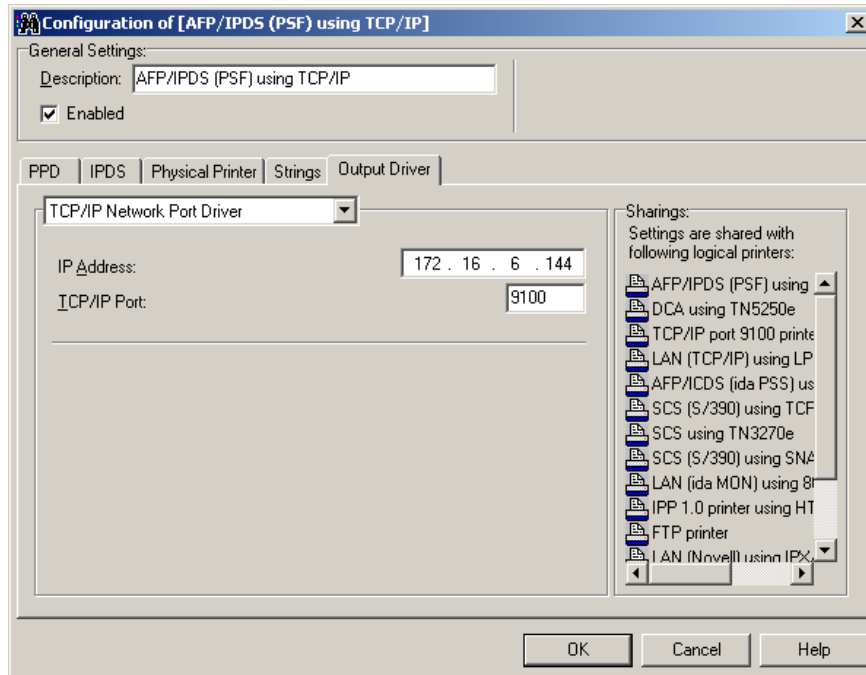 Configuration of [AFP/IPDS (PSF) using TCP/IP]
General Settings:
Description: AFP/IPDS (PSF) using TCP/IP
Enabled
PPD IPDS Physical Printer Strings Output Driver
TCP/IP Network Port Driver
IP Address: 172 . 16 . 6 . 144
TCP/IP Port: 9100
Sharings:
Settings are shared with
following logical printers:
AFP/IPDS (PSF) using
DCA using TN5250e
TCP/IP port 9100 printe
LAN (TCP/IP) using LP
AFP/ICDS (ida PSS) us
SCS (S/390) using TCF
SCS using TN3270e
SCS (S/390) using SNA
LAN (ida MON) using 8
IPP 1.0 printer using HT
FTP printer
LAN (Novell) using IPX
OK Cancel Help